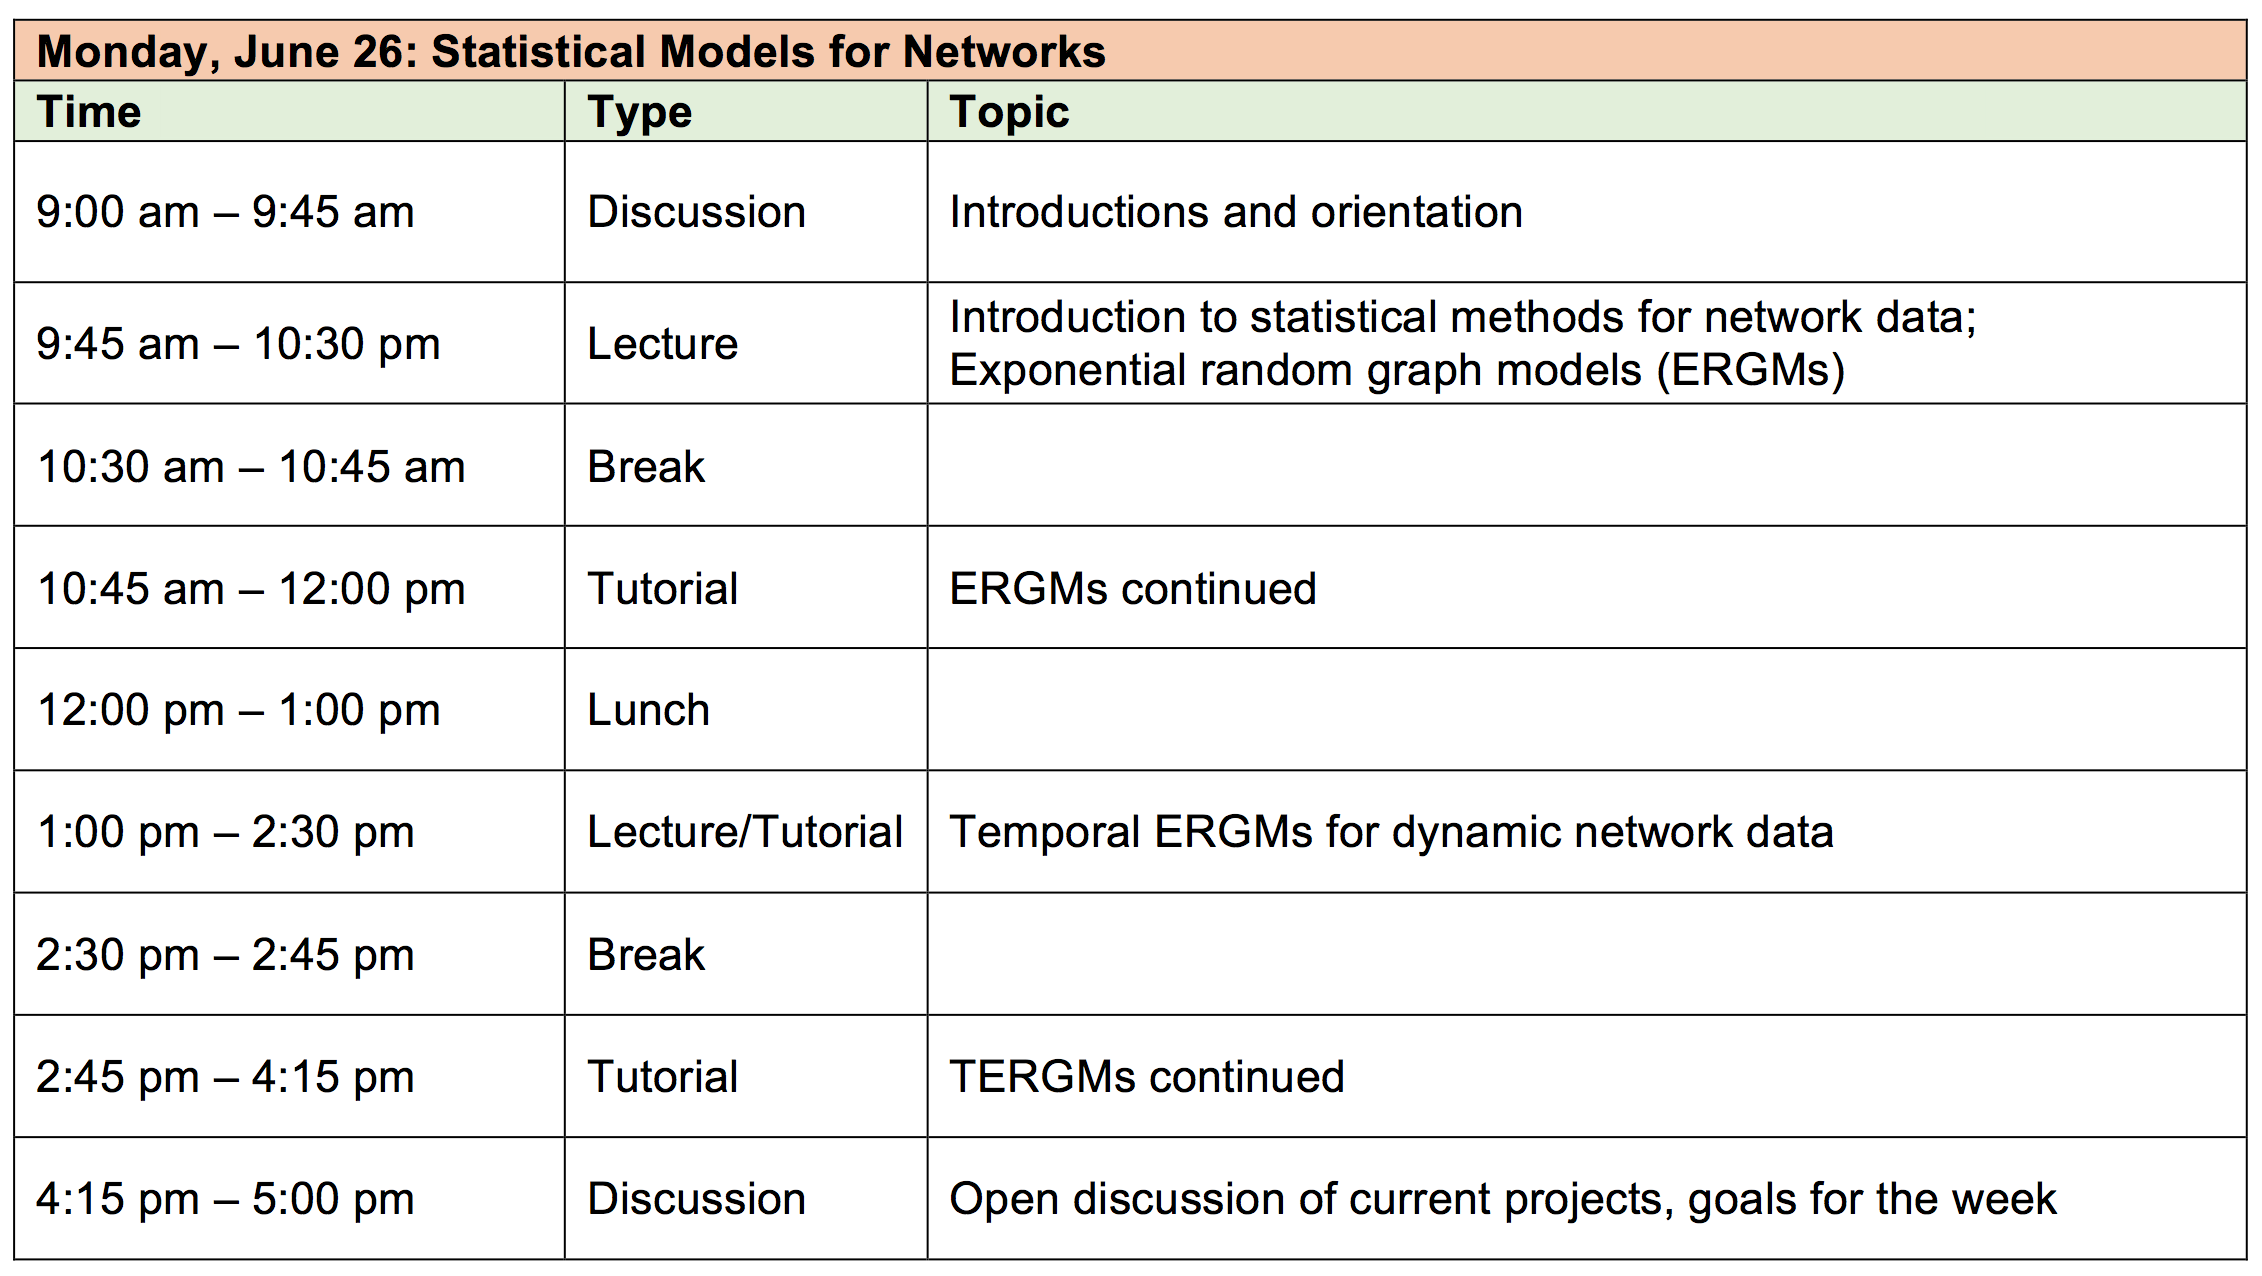 Monday, June 26: Statistical Models for Networks
Time Type Topic
9:00 am – 9:45 am Discussion Introductions and orientation
9:45 am – 10:30 pm Lecture Introduction to statistical methods for network data;
Exponential random graph models (ERGMs)
10:30 am – 10:45 am Break
10:45 am – 12:00 pm Tutorial ERGMs continued
12:00 pm – 1:00 pm Lunch
1:00 pm – 2:30 pm Lecture/Tutorial Temporal ERGMs for dynamic network data
2:30 pm – 2:45 pm Break
2:45 pm – 4:15 pm Tutorial TERGMs continued
4:15 pm – 5:00 pm Discussion Open discussion of current projects, goals for the week